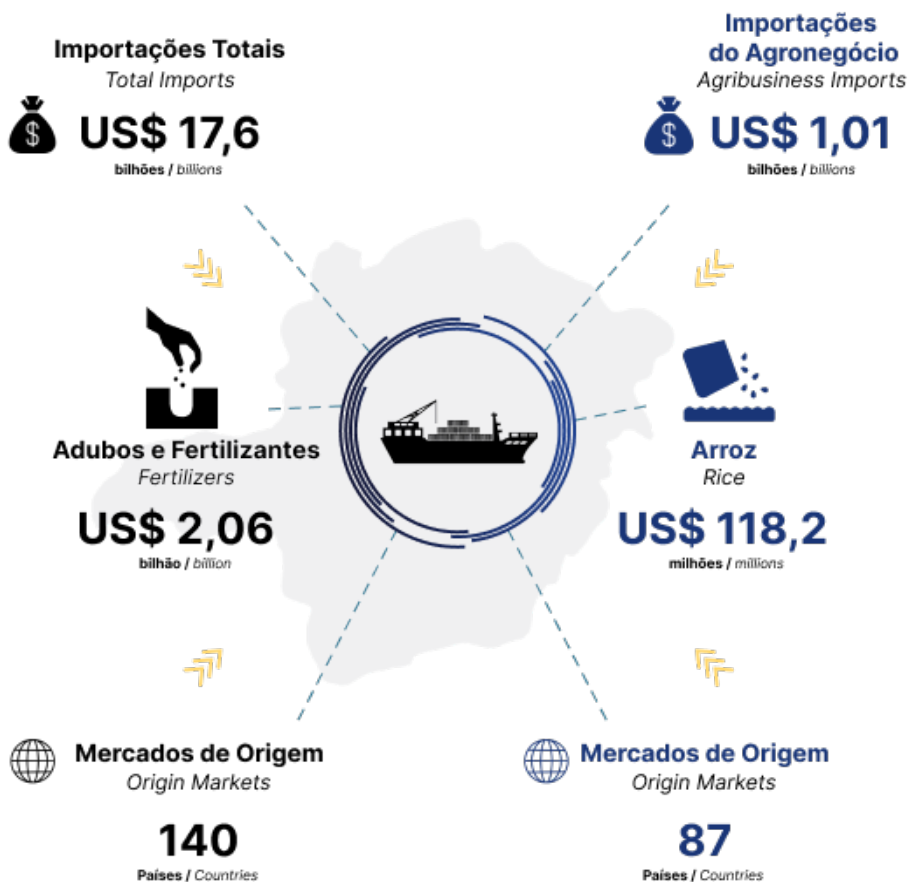 Importações Totais
Total Imports
$ US$ 17,6
bilhões / billions
Importações
do Agronegócio
Agribusiness Imports
$ US$ 1,01
bilhões / billions
Adubos e Fertilizantes
Fertilizers
US$ 2,06
bilhão / billion
Arroz
Rice
US$ 118,2
milhões / millions
Mercados de Origem
Origin Markets
140
Países / Countries
Mercados de Origem
Origin Markets
87
Países / Countries